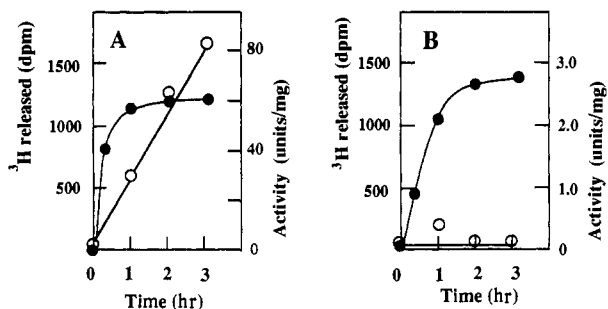 A
³H released (dpm)
1500
1000
500
0
80
40
0
Activity (units/mg)
0 1 2 3
Time (hr)
B
³H released (dpm)
1500
1000
500
0
3.0
2.0
1.0
0
Activity (units/mg)
0 1 2 3
Time (hr)